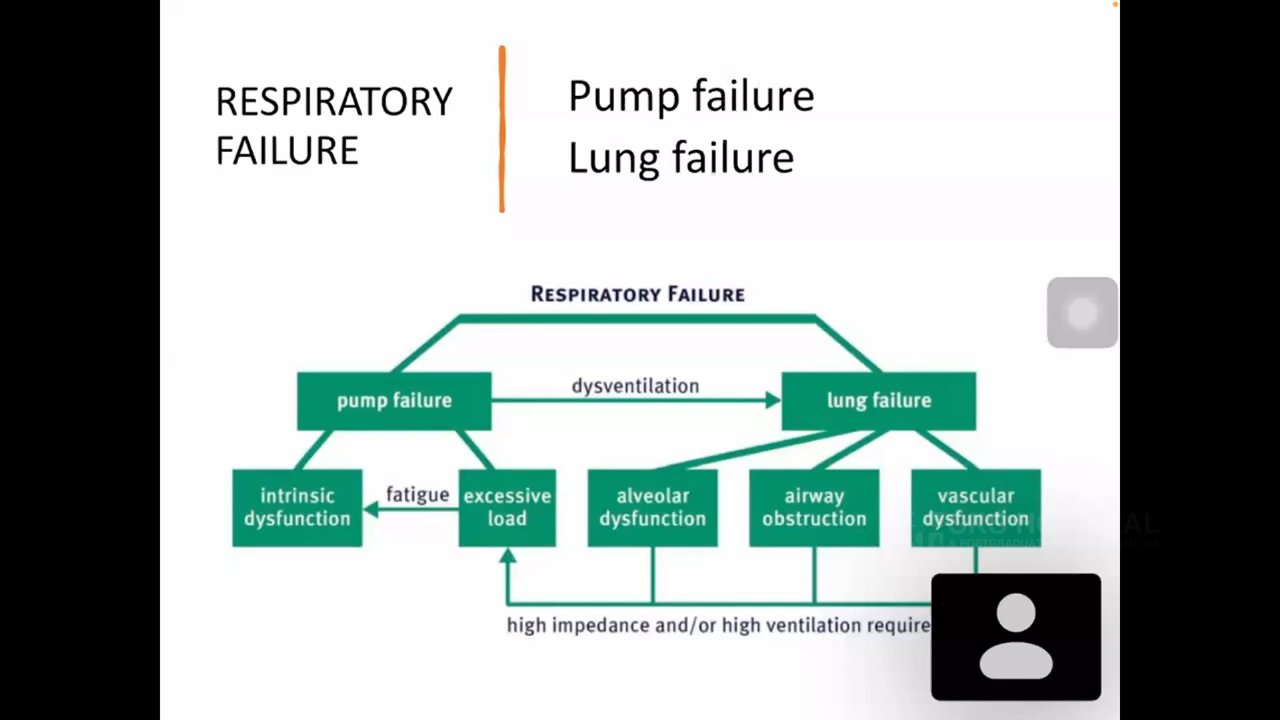 RESPIRATORY
FAILURE
Pump failure
Lung failure
RESPIRATORY FAILURE
pump failure
dysventilation
lung failure
intrinsic
dysfunction
fatigue
excessive
load
alveolar
dysfunction
airway
obstruction
vascular
dysfunction
high impedance and/or high ventilation require